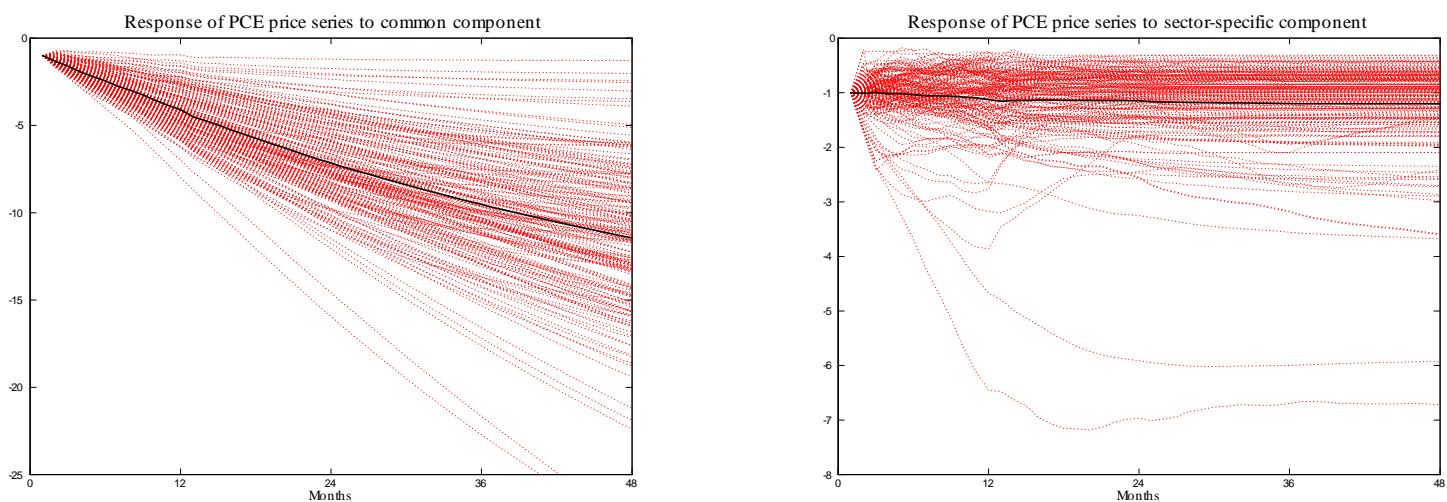 Response of PCE price series to common component
0
-5
-10
-15
-20
-25
0 12 24 36 48
Months
Response of PCE price series to sector-specific component
0
-1
-2
-3
-4
-5
-6
-7
-8
0 12 24 36 48
Months